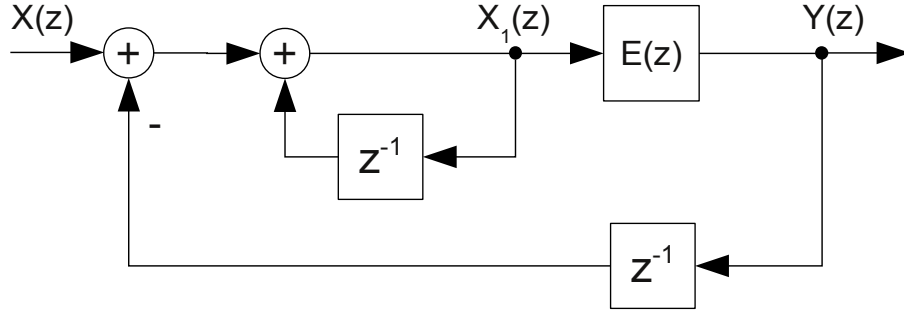 X(z)
X₁(z)
Y(z)
+
+
E(z)
-
z⁻¹
z⁻¹